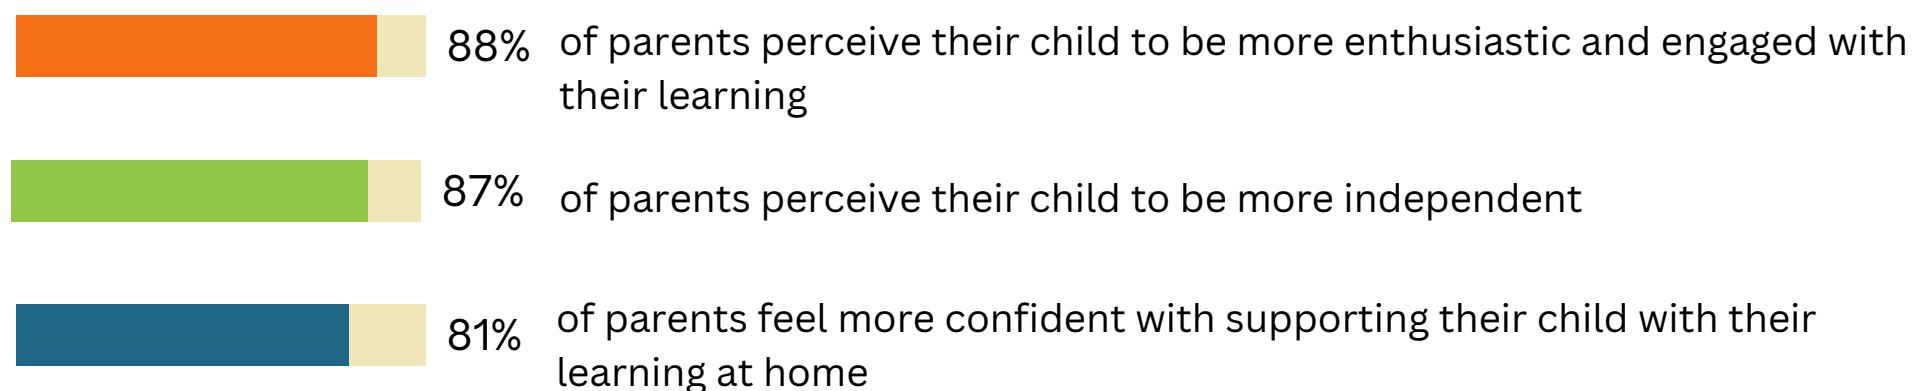 88% of parents perceive their child to be more enthusiastic and engaged with
their learning
87% of parents perceive their child to be more independent
81% of parents feel more confident with supporting their child with their
learning at home